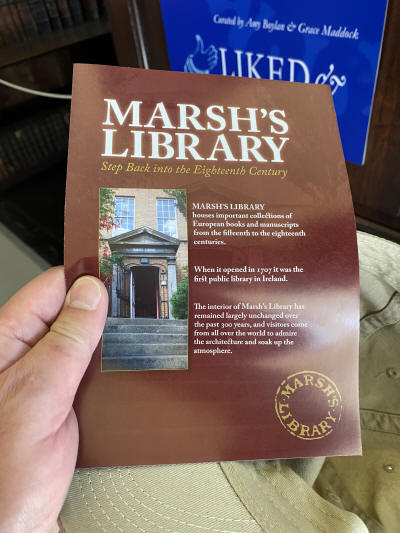 Curated by Amy Boylan & Grace Maddock
LIKED &
MARSH'S
LIBRARY
Step Back into the Eighteenth Century
MARSH'S LIBRARY
houses important collections of
European books and manuscripts
from the fifteenth to the eighteenth
centuries.
When it opened in 1707 it was the
first public library in Ireland.
The interior of Marsh's Library has
remained largely unchanged over
the past 300 years, and visitors come
from all over the world to admire
the architecture and soak up the
atmosphere.
MARSH'S
LIBRARY